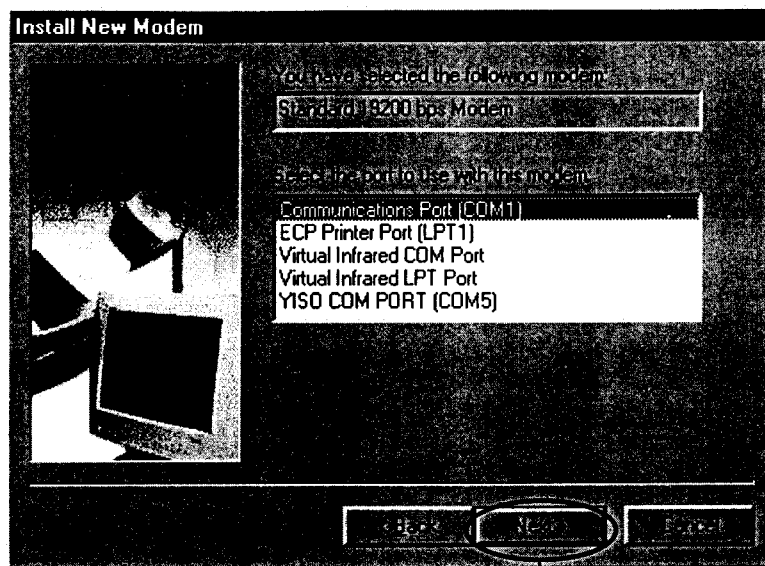 Install New Modem
You have selected the following modem:
Standard 19200 bps Modem
Select the port to use with this modem:
Communications Port (COM1)
ECP Printer Port (LPT1)
Virtual Infrared COM Port
Virtual Infrared LPT Port
YISO COM PORT (COM5)
< Back
Next >
Cancel